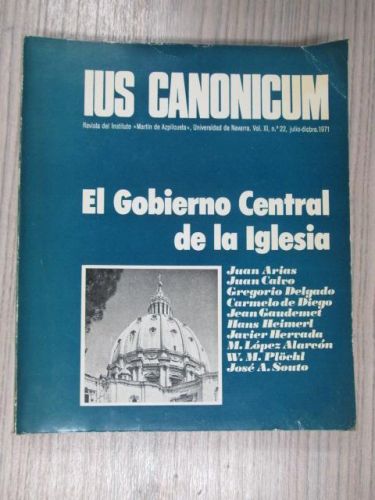 IUS CANONICUM
Revista del Instituto «Martín de Azpilcueta», Universidad de Navarra. Vol. XI, n.º 22, julio-dicbre. 1971
El Gobierno Central
de la Iglesia
Juan Arias
Juan Calvo
Gregorio Delgado
Carmelo de Diego
Jean Gaudemet
Hans Heimerl
Javier Hervada
M. López Alarcón
W. M. Plöchl
José A. Souto